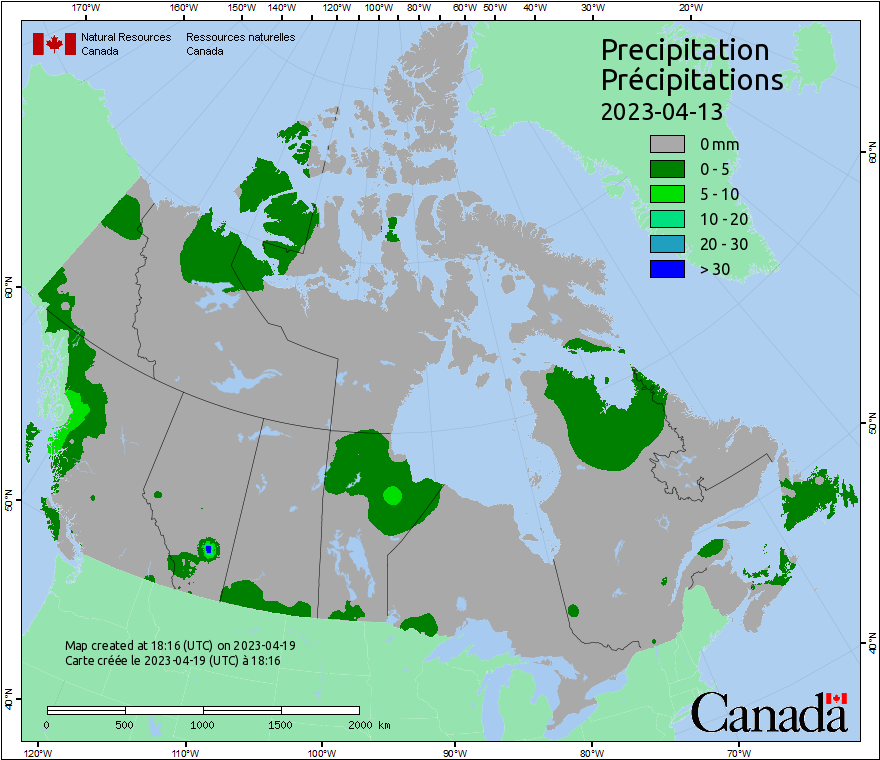 170°W 160°W 150°W 140°W 120°W 100°W 80°W 60°W 50°W 40°W 30°W 20°W
Natural Resources Ressources naturelles
Canada Canada
Precipitation
Précipitations
2023-04-13
0 mm
0 - 5
5 - 10
10 - 20
20 - 30
> 30
60°N
60°N
50°N
50°N
40°N
40°N
Map created at 18:16 (UTC) on 2023-04-19
Carte créée le 2023-04-19 (UTC) à 18:16
0 500 1000 1500 2000 km
Canada
120°W 110°W 100°W 90°W 80°W 70°W